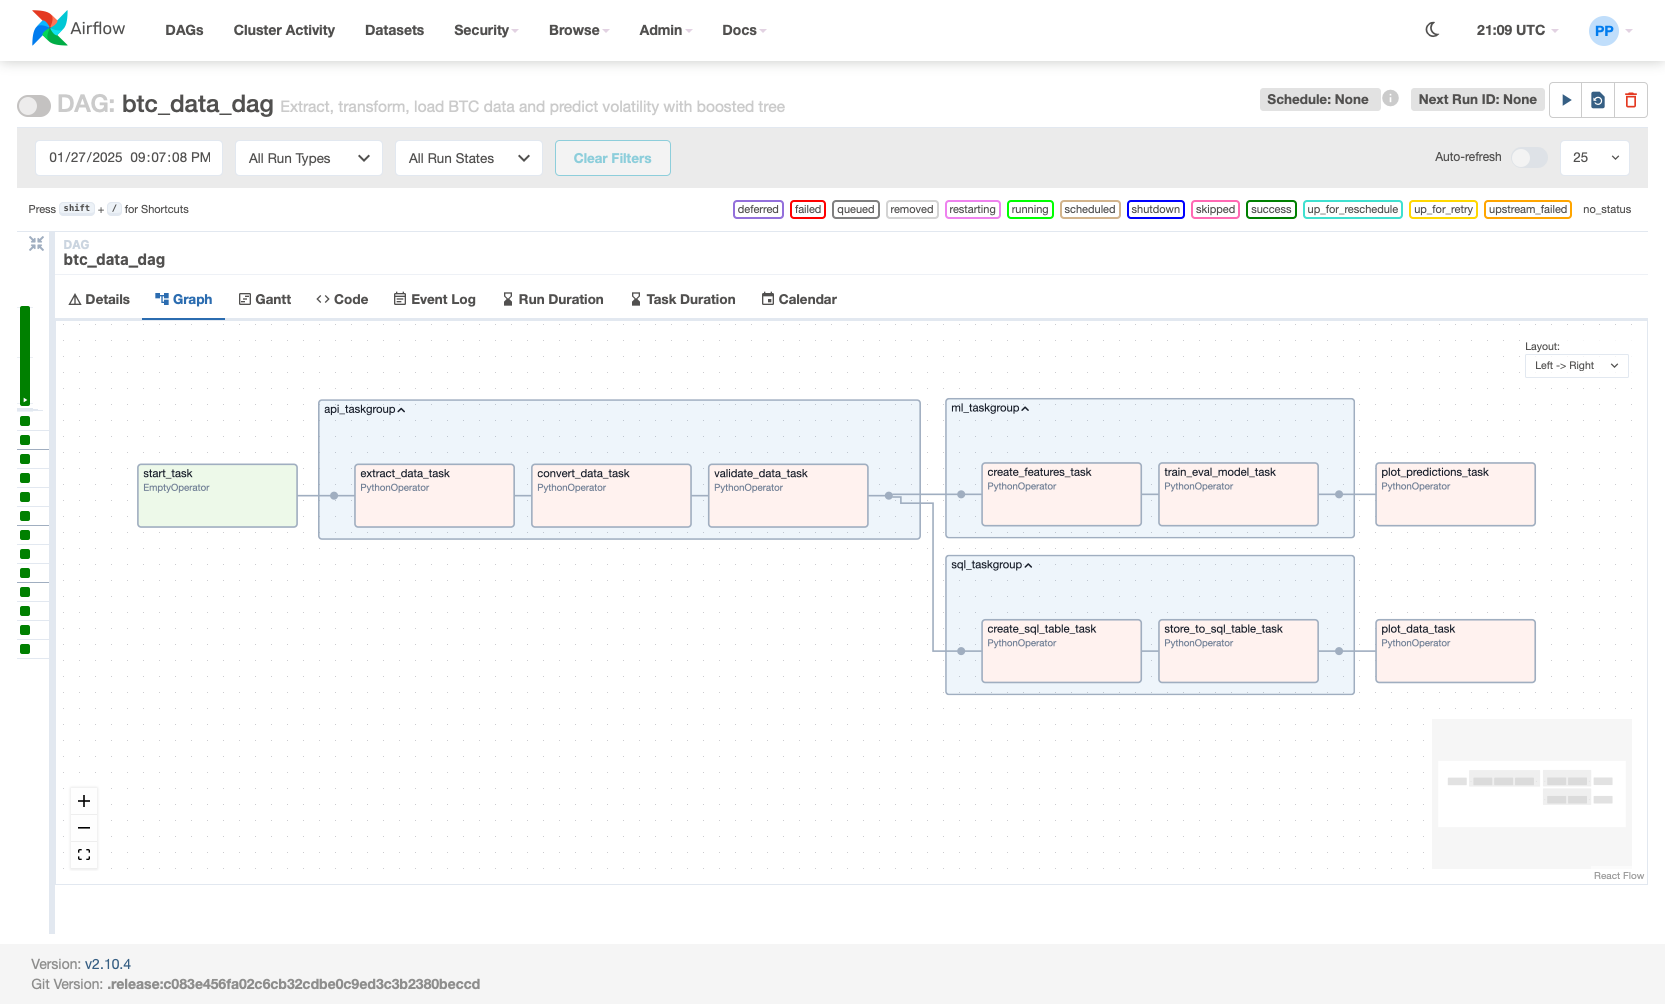 Airflow DAGs Cluster Activity Datasets Security Browse Admin Docs 21:09 UTC PP
DAG: btc_data_dag Extract, transform, load BTC data and predict volatility with boosted tree Schedule: None Next Run ID: None
01/27/2025 09:07:08 PM All Run Types All Run States Clear Filters Auto-refresh 25
Press shift + / for Shortcuts deferred failed queued removed restarting running scheduled shutdown skipped success up_for_reschedule up_for_retry upstream_failed no_status
DAG
btc_data_dag
Details Graph Gantt <> Code Event Log Run Duration Task Duration Calendar
Layout:
Left -> Right
api_taskgroup
ml_taskgroup
start_task
EmptyOperator
extract_data_task
PythonOperator
convert_data_task
PythonOperator
validate_data_task
PythonOperator
create_features_task
PythonOperator
train_eval_model_task
PythonOperator
plot_predictions_task
PythonOperator
sql_taskgroup
create_sql_table_task
PythonOperator
store_to_sql_table_task
PythonOperator
plot_data_task
PythonOperator
React Flow
Version: v2.10.4
Git Version: .release:c083e456fa02c6cb32cdbe0c9ed3c3b2380beccd